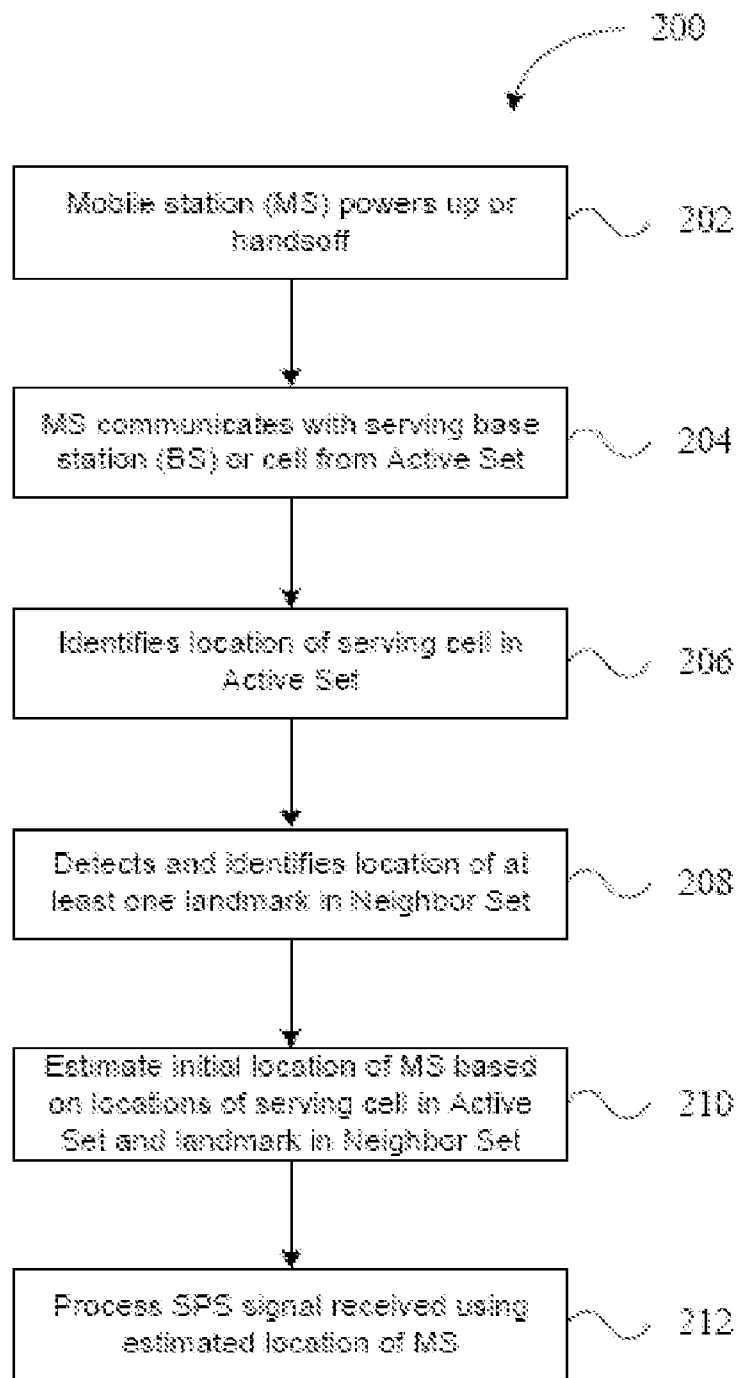 200
Mobile station (MS) powers up or
handsoff
202
MS communicates with serving base
station (BS) or cell from Active Set
204
Identifies location of serving cell in
Active Set
206
Detects and identifies location of at
least one landmark in Neighbor Set
208
Estimate initial location of MS based
on locations of serving cell in Active
Set and landmark in Neighbor Set
210
Process SPS signal received using
estimated location of MS
212